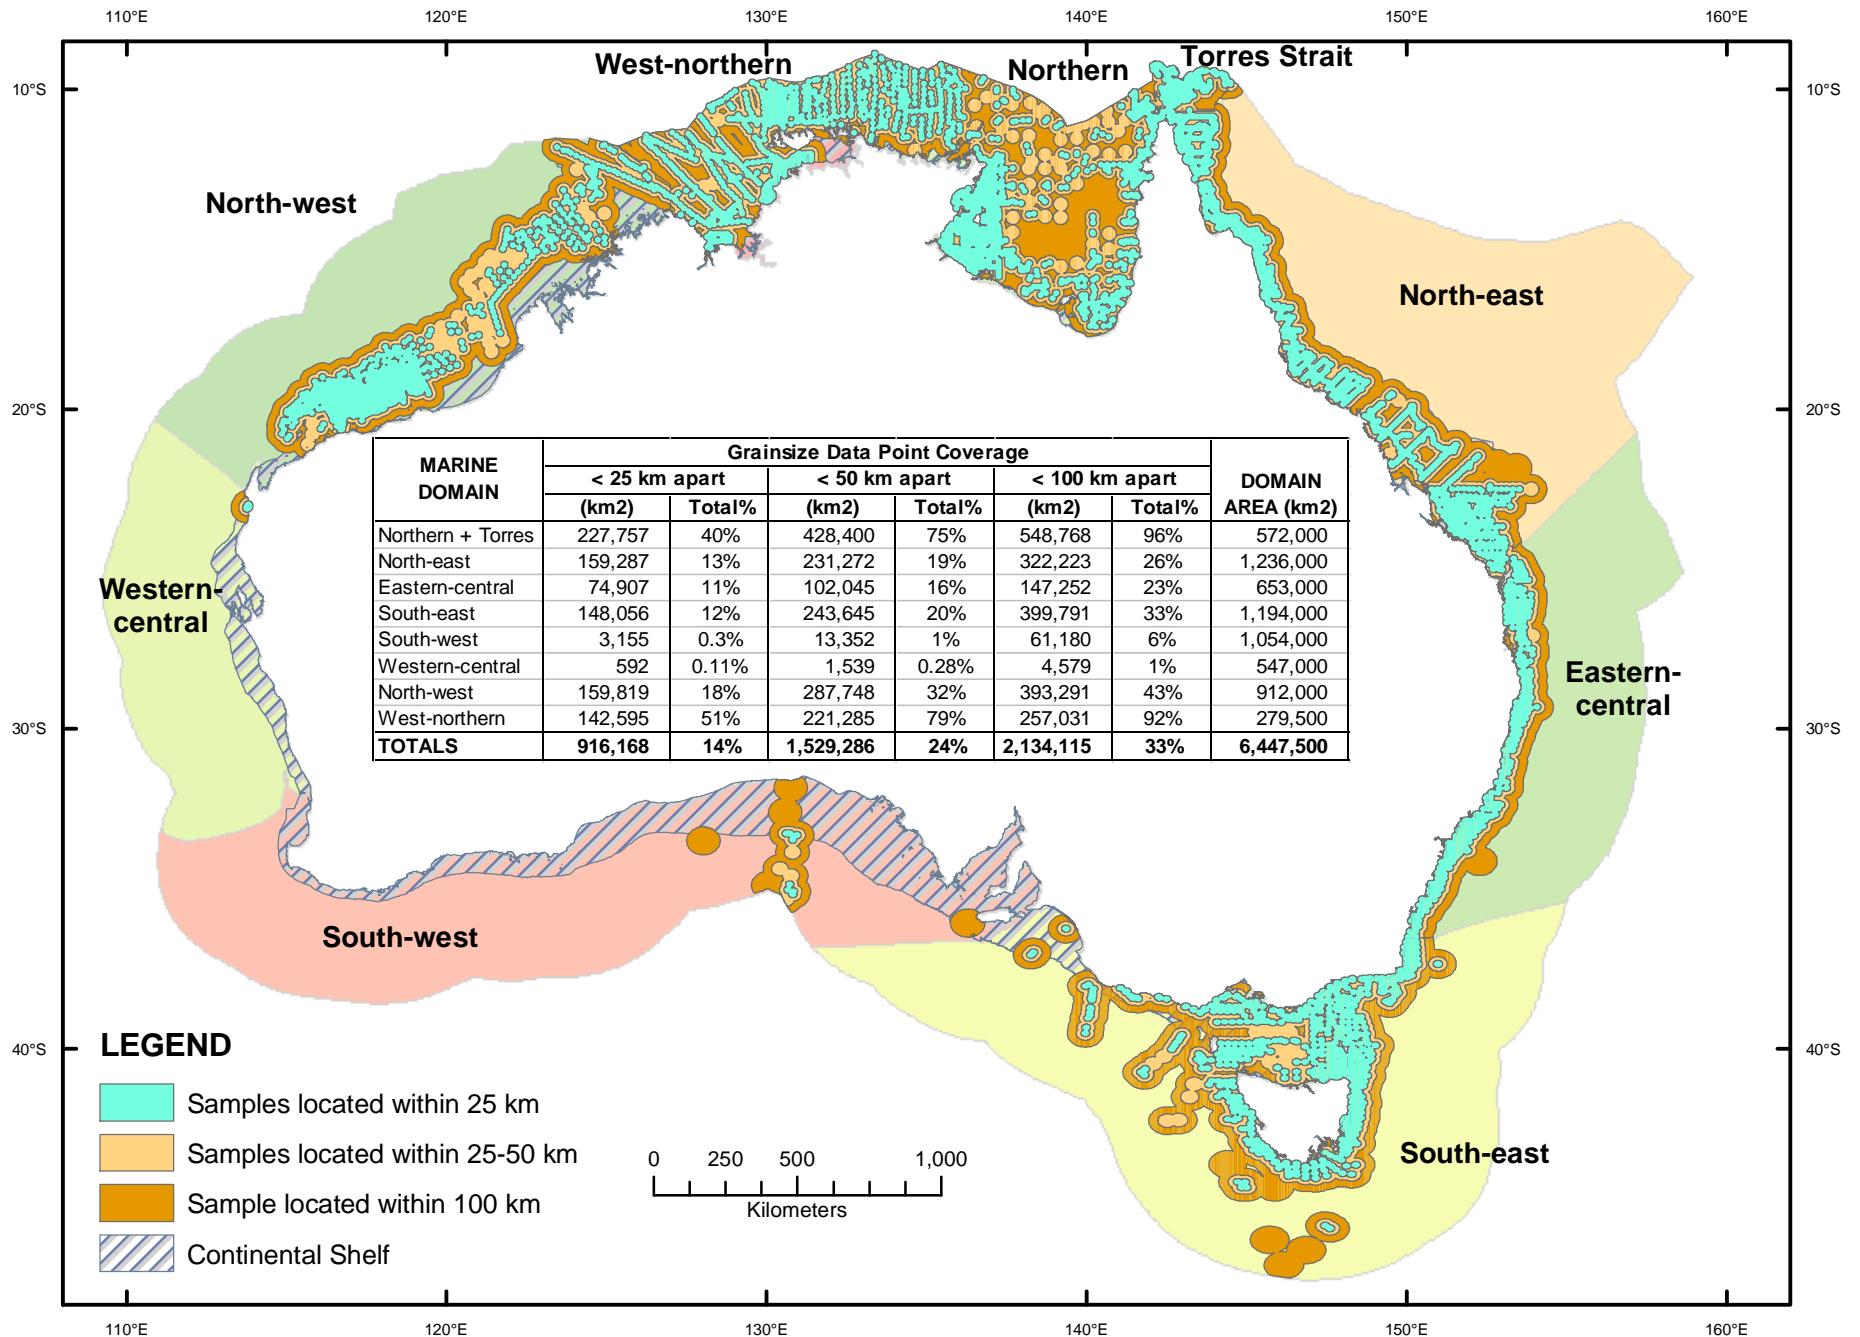 110°E 120°E 130°E 140°E 150°E 160°E
West-northern
Northern
Torres Strait
10°S 10°S
North-west
North-east
20°S 20°S
MARINE DOMAIN Grainsize Data Point Coverage DOMAIN AREA (km2)
< 25 km apart < 50 km apart < 100 km apart
(km2) Total% (km2) Total% (km2) Total%
Northern + Torres 227,757 40% 428,400 75% 548,768 96% 572,000
North-east 159,287 13% 231,272 19% 322,223 26% 1,236,000
Eastern-central 74,907 11% 102,045 16% 147,252 23% 653,000
South-east 148,056 12% 243,645 20% 399,791 33% 1,194,000
South-west 3,155 0.3% 13,352 1% 61,180 6% 1,054,000
Western-central 592 0.11% 1,539 0.28% 4,579 1% 547,000
North-west 159,819 18% 287,748 32% 393,291 43% 912,000
West-northern 142,595 51% 221,285 79% 257,031 92% 279,500
TOTALS 916,168 14% 1,529,286 24% 2,134,115 33% 6,447,500
Western-
central
Eastern-
central
30°S 30°S
South-west
40°S 40°S
South-east
LEGEND
Samples located within 25 km
Samples located within 25-50 km
Sample located within 100 km
Continental Shelf
0 250 500 1,000
Kilometers
110°E 120°E 130°E 140°E 150°E 160°E